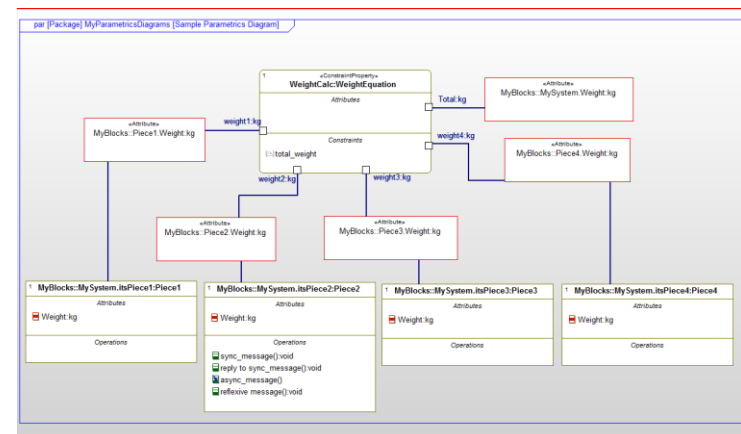 par [Package] MyParametricsDiagrams [Sample Parametrics Diagram]
1
«ConstraintProperty»
WeightCalc:WeightEquation
Attributes
Constraints
total_weight
Total:kg
«Attribute»
MyBlocks::MySystem.Weight:kg
weight1:kg
«Attribute»
MyBlocks::Piece1.Weight:kg
weight4:kg
«Attribute»
MyBlocks::Piece4.Weight:kg
weight2:kg
weight3:kg
«Attribute»
MyBlocks::Piece2.Weight:kg
«Attribute»
MyBlocks::Piece3.Weight:kg
1 MyBlocks::MySystem.itsPiece1:Piece1
Attributes
Weight:kg
Operations
1 MyBlocks::MySystem.itsPiece2:Piece2
Attributes
Weight:kg
Operations
sync_message():void
reply to sync_message():void
async_message()
reflexive message():void
1 MyBlocks::MySystem.itsPiece3:Piece3
Attributes
Weight:kg
Operations
1 MyBlocks::MySystem.itsPiece4:Piece4
Attributes
Weight:kg
Operations